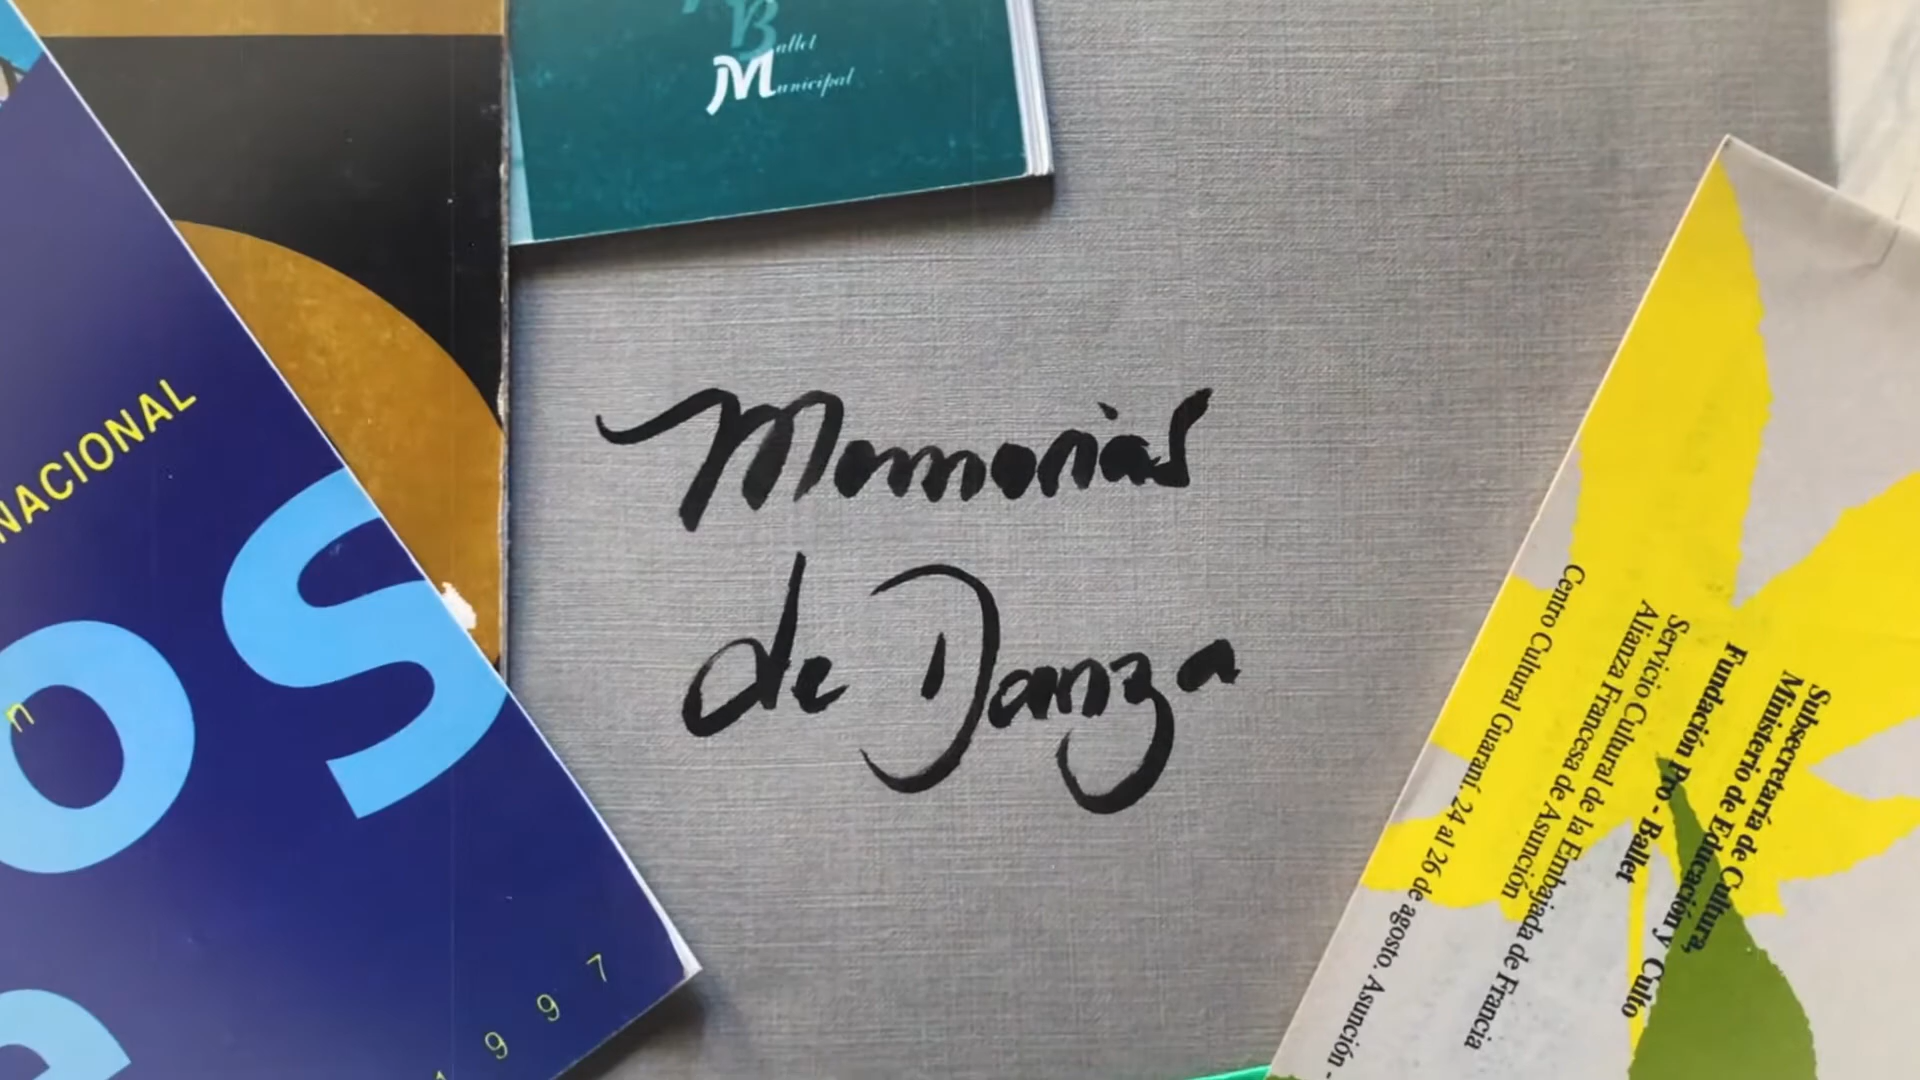 Ballet
Municipal
NACIONAL
os
n
e
1997
Memorias
de Danza
Subsecretaría de Cultura,
Ministerio de Educación y Culto
Fundación Pro - Ballet
Servicio Cultural de la Embajada de Francia
Alianza Francesa de Asunción
Centro Cultural Guaraní, 24 al 26 de agosto. Asunción -